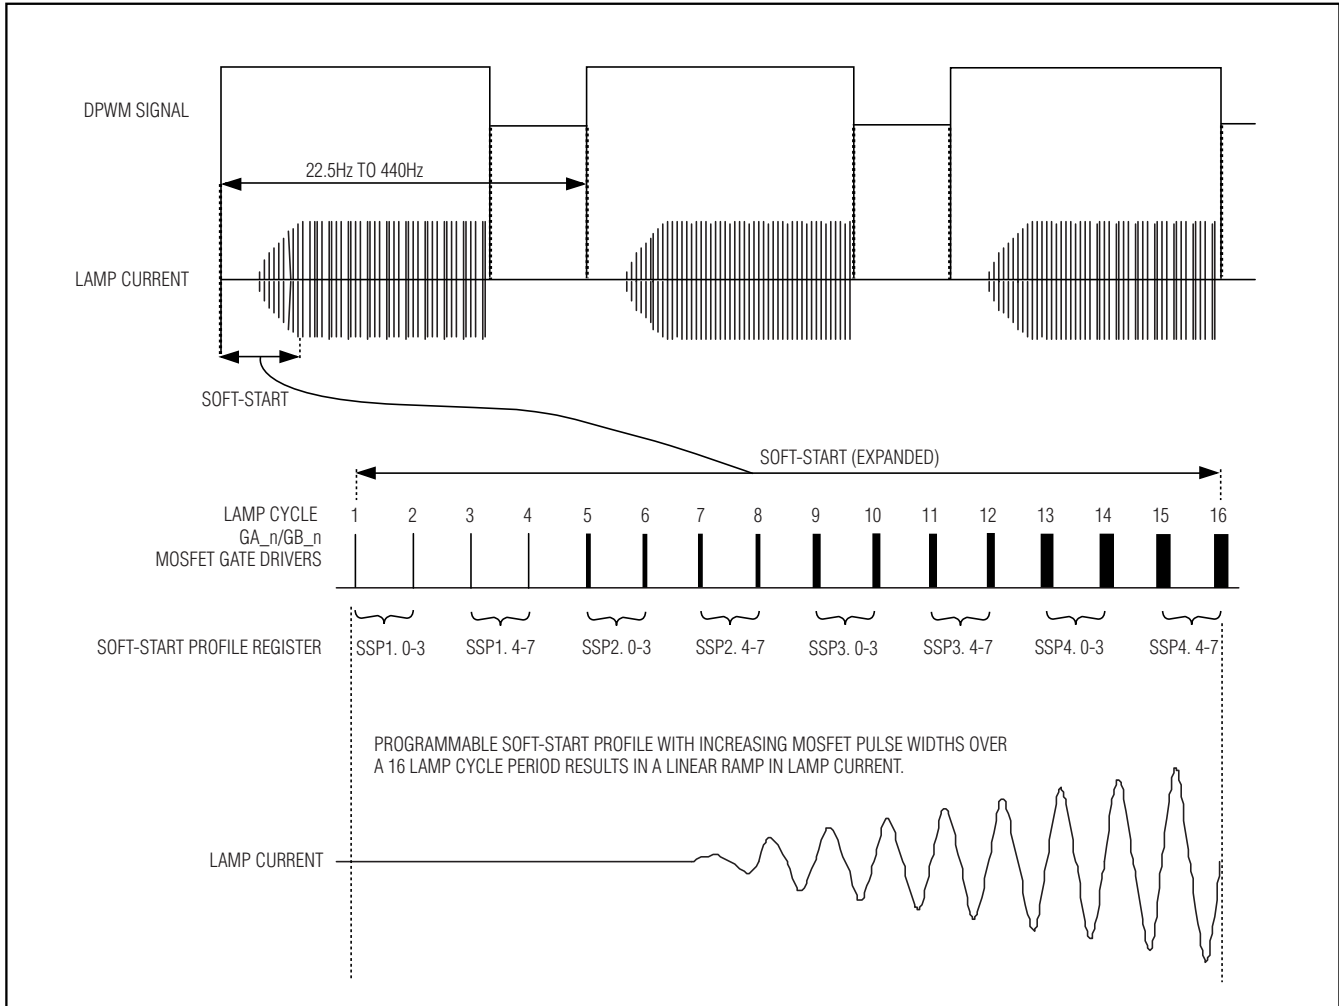 DPWM SIGNAL
22.5Hz TO 440Hz
LAMP CURRENT
SOFT-START
SOFT-START (EXPANDED)
LAMP CYCLE 1 2 3 4 5 6 7 8 9 10 11 12 13 14 15 16
GA_n/GB_n
MOSFET GATE DRIVERS
SOFT-START PROFILE REGISTER SSP1. 0-3 SSP1. 4-7 SSP2. 0-3 SSP2. 4-7 SSP3. 0-3 SSP3. 4-7 SSP4. 0-3 SSP4. 4-7
PROGRAMMABLE SOFT-START PROFILE WITH INCREASING MOSFET PULSE WIDTHS OVER
A 16 LAMP CYCLE PERIOD RESULTS IN A LINEAR RAMP IN LAMP CURRENT.
LAMP CURRENT